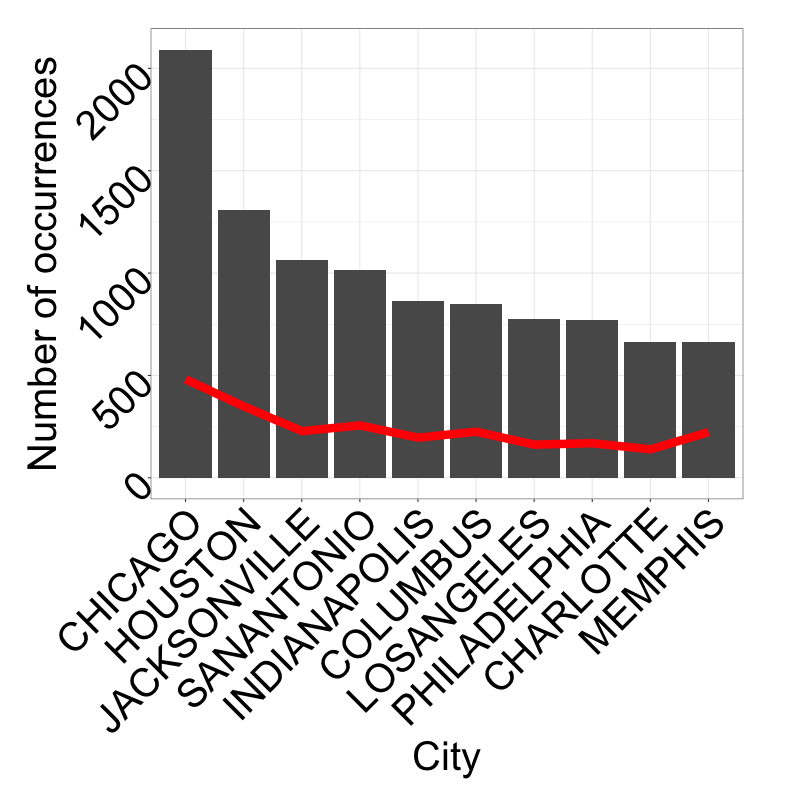 Number of occurrences
2000
1500
1000
500
0
CHICAGO
HOUSTON
JACKSONVILLE
SANANTONIO
INDIANAPOLIS
COLUMBUS
LOSANGELES
PHILADELPHIA
CHARLOTTE
MEMPHIS
City